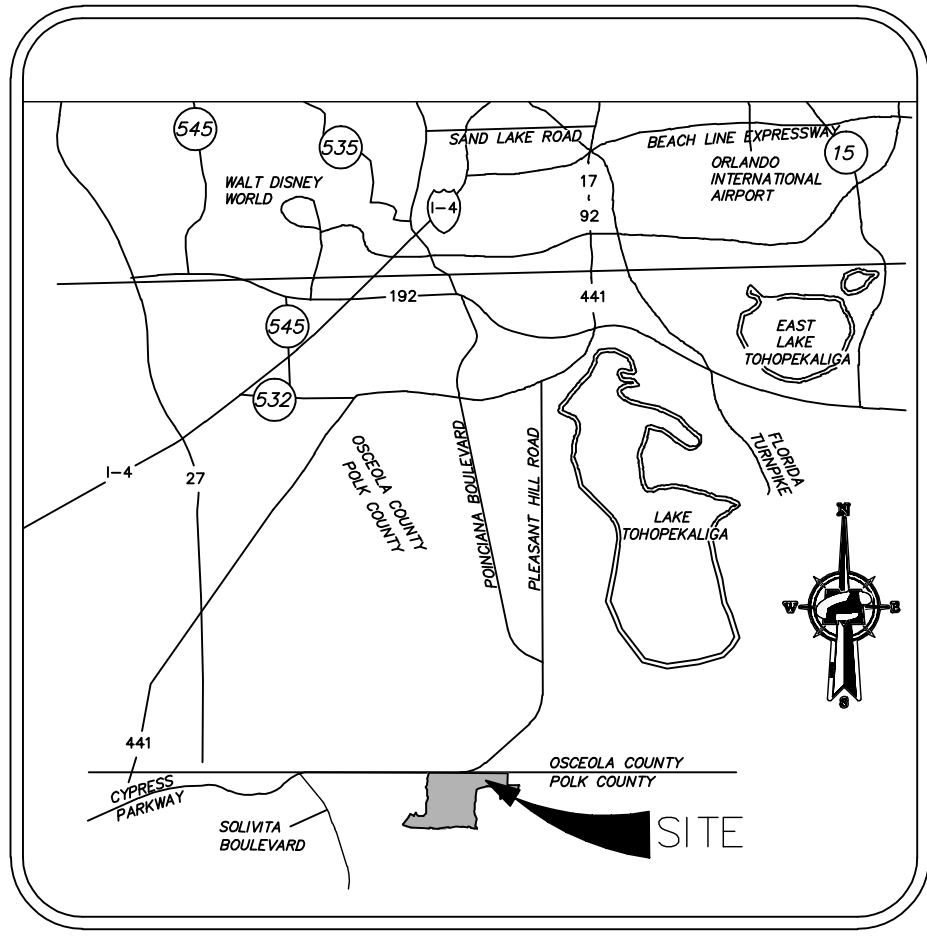 545
535
SAND LAKE ROAD
BEACH LINE EXPRESSWAY
15
WALT DISNEY
WORLD
I-4
17
-
92
ORLANDO
INTERNATIONAL
AIRPORT
192
441
545
EAST
LAKE
TOHOPEKALIGA
532
I-4
27
OSCEOLA COUNTY
POLK COUNTY
POINCIANA BOULEVARD
PLEASANT HILL ROAD
FLORIDA
TURNPIKE
LAKE
TOHOPEKALIGA
N
W
E
S
441
OSCEOLA COUNTY
POLK COUNTY
CYPRESS
PARKWAY
SOLIVITA
BOULEVARD
SITE